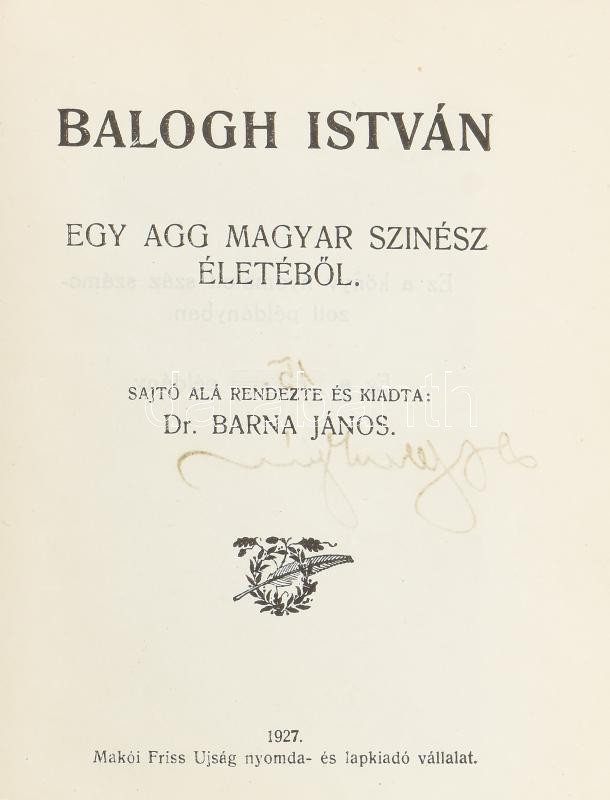 BALOGH ISTVÁN
EGY AGG MAGYAR SZINÉSZ
ÉLETÉBŐL.
SAJTÓ ALÁ RENDEZTE ÉS KIADTA:
Dr. BARNA JÁNOS.
darabanth
1927.
Makói Friss Ujság nyomda- és lapkiadó vállalat.